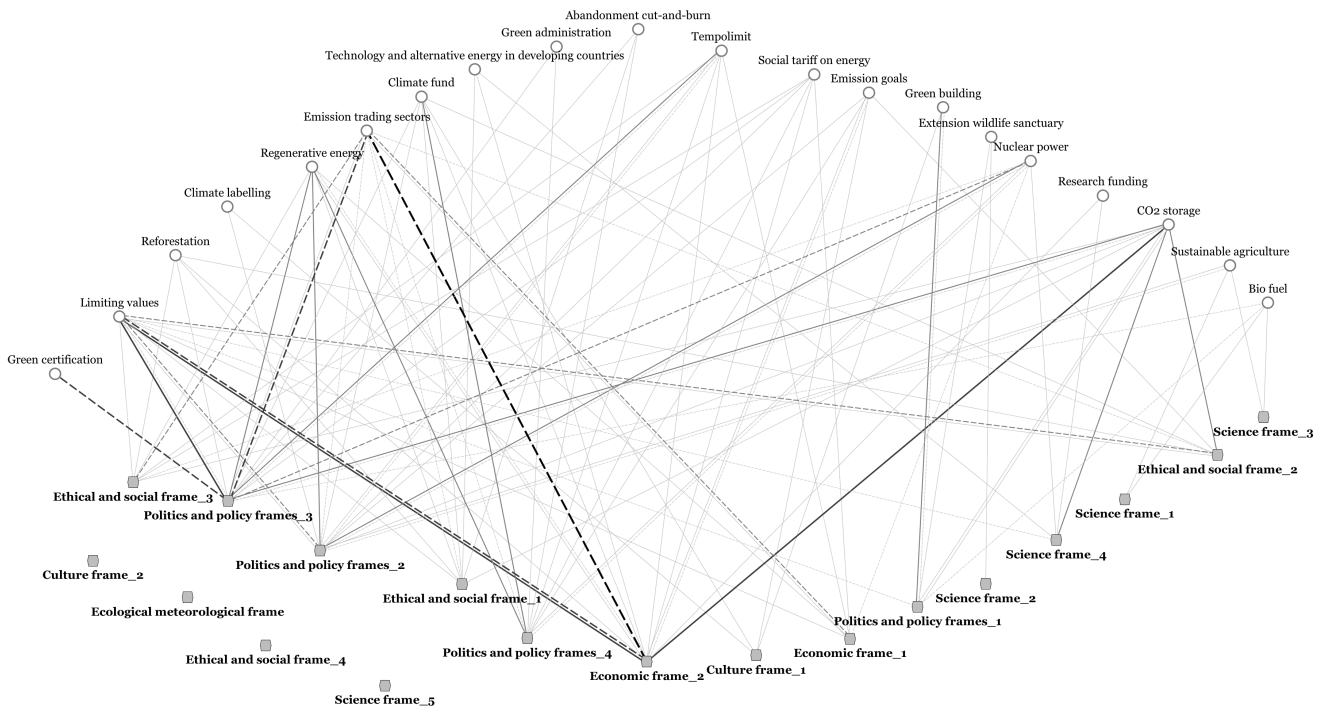 Abandonment cut-and-burn
Green administration
Tempolimit
Technology and alternative energy in developing countries
Social tariff on energy
Climate fund
Emission goals
Green building
Emission trading sectors
Extension wildlife sanctuary
Regenerative energy
Nuclear power
Climate labelling
Research funding
CO2 storage
Reforestation
Sustainable agriculture
Limiting values
Bio fuel
Green certification
Science frame_3
Ethical and social frame_2
Ethical and social frame_3
Politics and policy frames_3
Science frame_1
Science frame_4
Politics and policy frames_2
Culture frame_2
Ethical and social frame_1
Science frame_2
Ecological meteorological frame
Politics and policy frames_1
Politics and policy frames_4
Economic frame_1
Ethical and social frame_4
Culture frame_1
Economic frame_2
Science frame_5